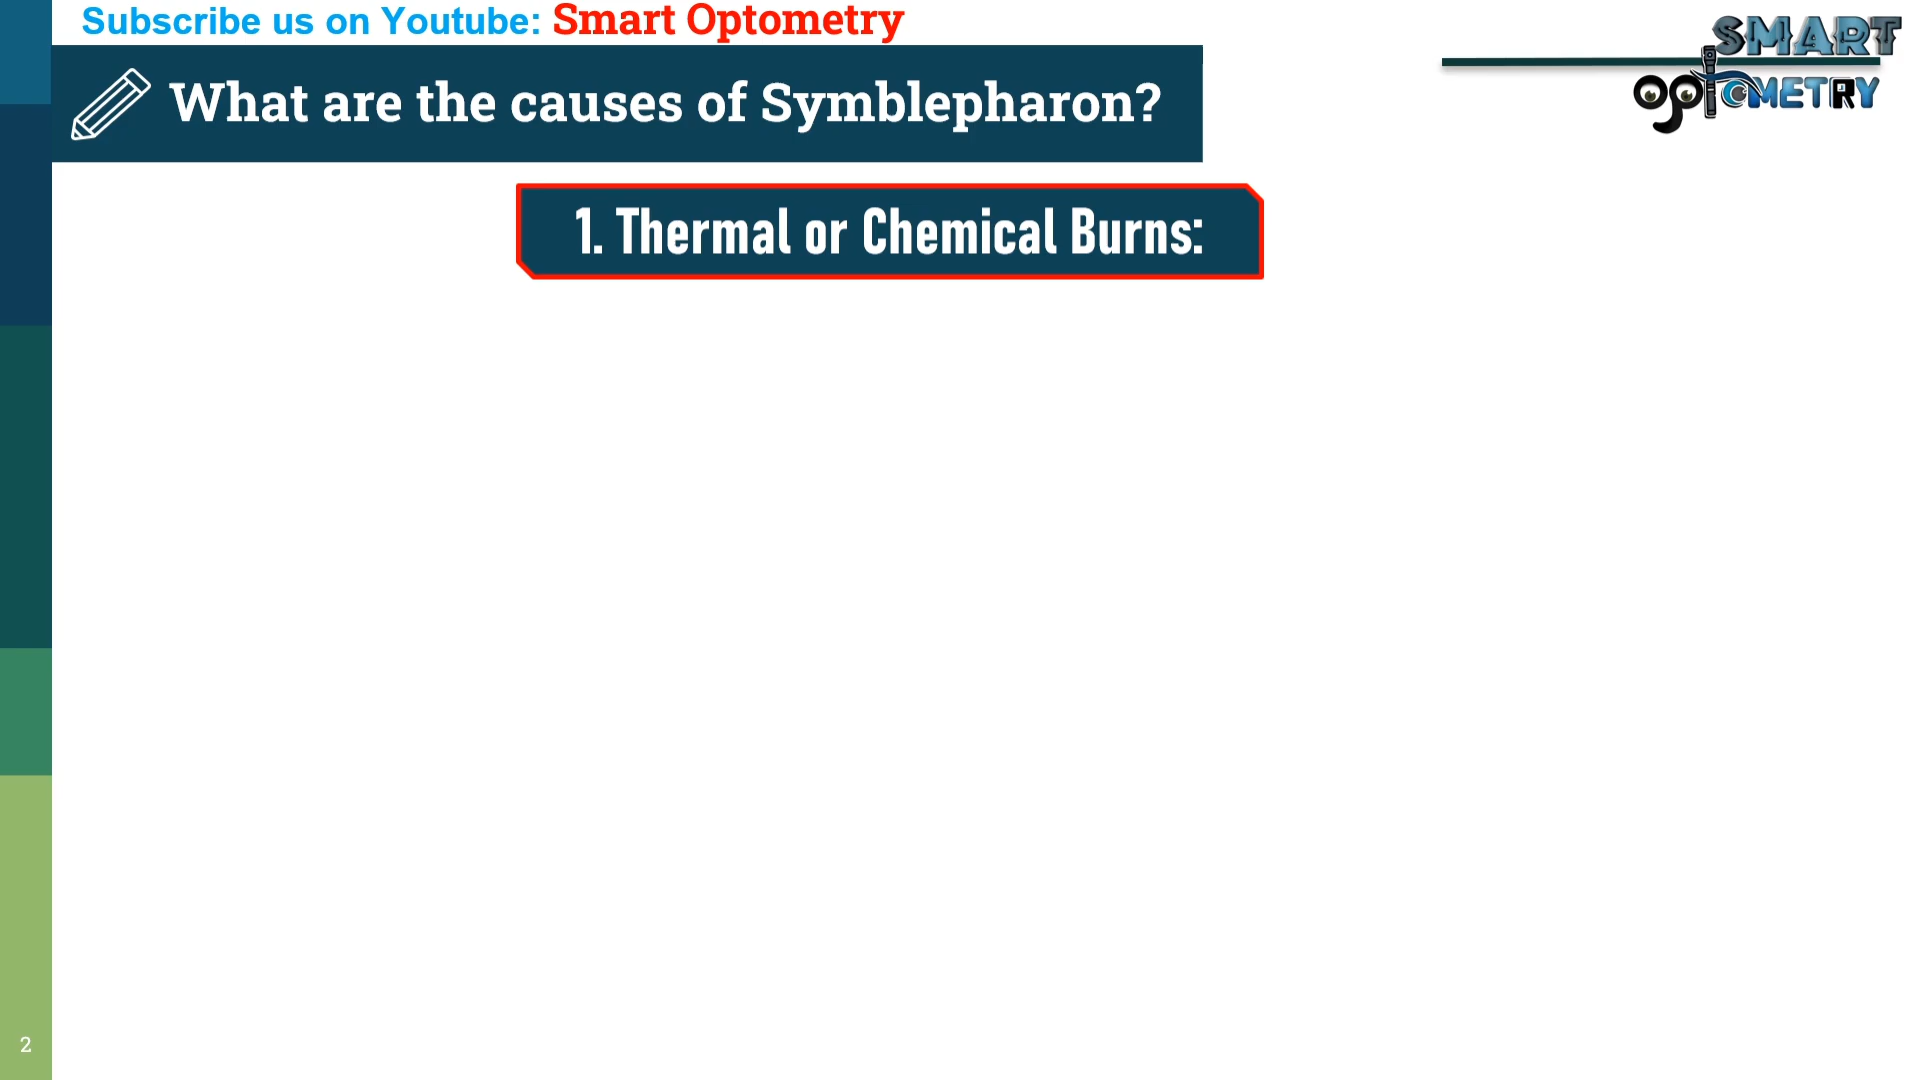 Subscribe us on Youtube: Smart Optometry
SMART
OptOMETRY
What are the causes of Symblepharon?
1. Thermal or Chemical Burns:
2